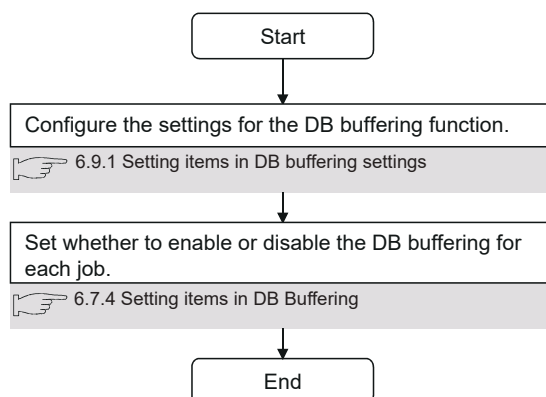 Start
Configure the settings for the DB buffering function.
6.9.1 Setting items in DB buffering settings
Set whether to enable or disable the DB buffering for
each job.
6.7.4 Setting items in DB Buffering
End